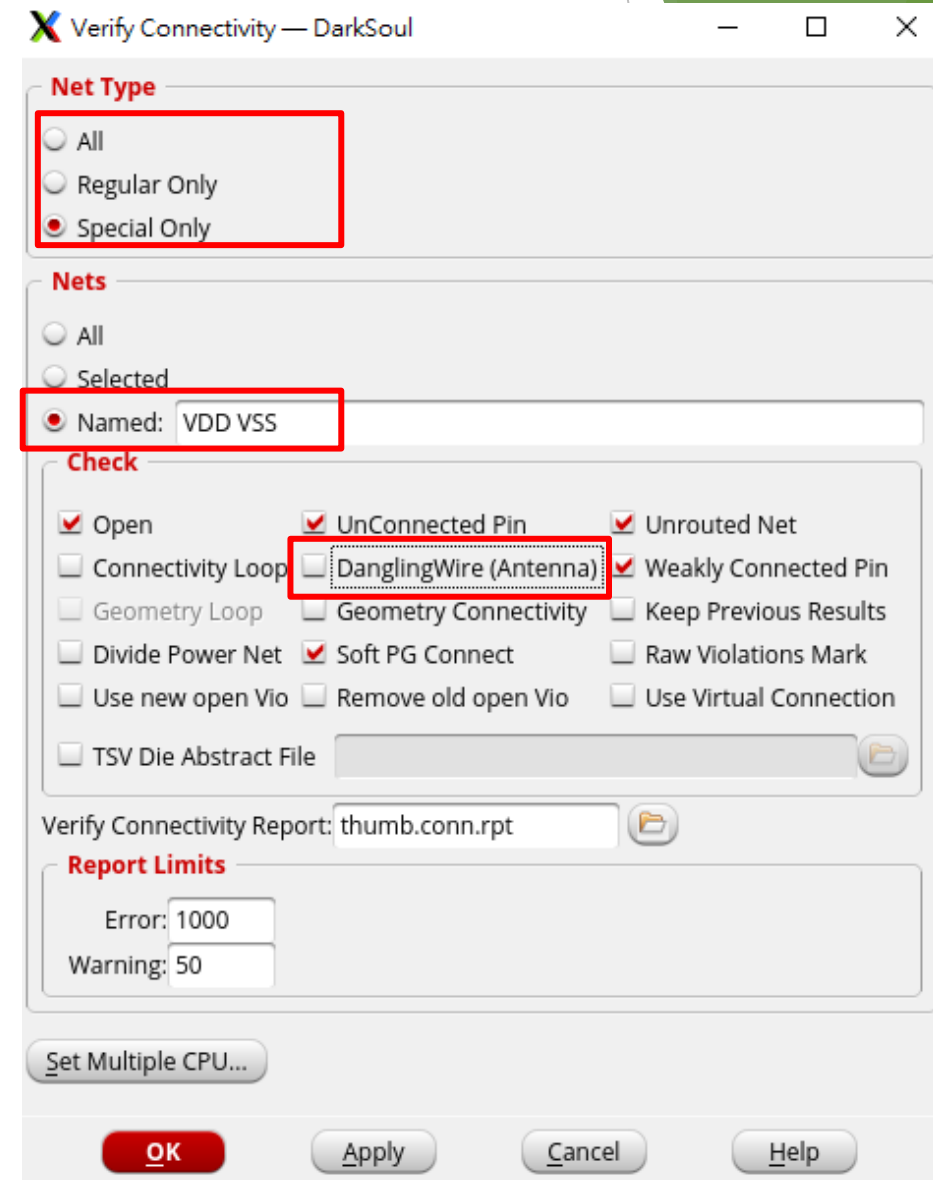 Verify Connectivity — DarkSoul
Net Type
All
Regular Only
Special Only
Nets
All
Selected
Named: VDD VSS
Check
Open UnConnected Pin Unrouted Net
Connectivity Loop DanglingWire (Antenna) Weakly Connected Pin
Geometry Loop Geometry Connectivity Keep Previous Results
Divide Power Net Soft PG Connect Raw Violations Mark
Use new open Vio Remove old open Vio Use Virtual Connection
TSV Die Abstract File
Verify Connectivity Report: thumb.conn.rpt
Report Limits
Error: 1000
Warning: 50
Set Multiple CPU...
OK Apply Cancel Help